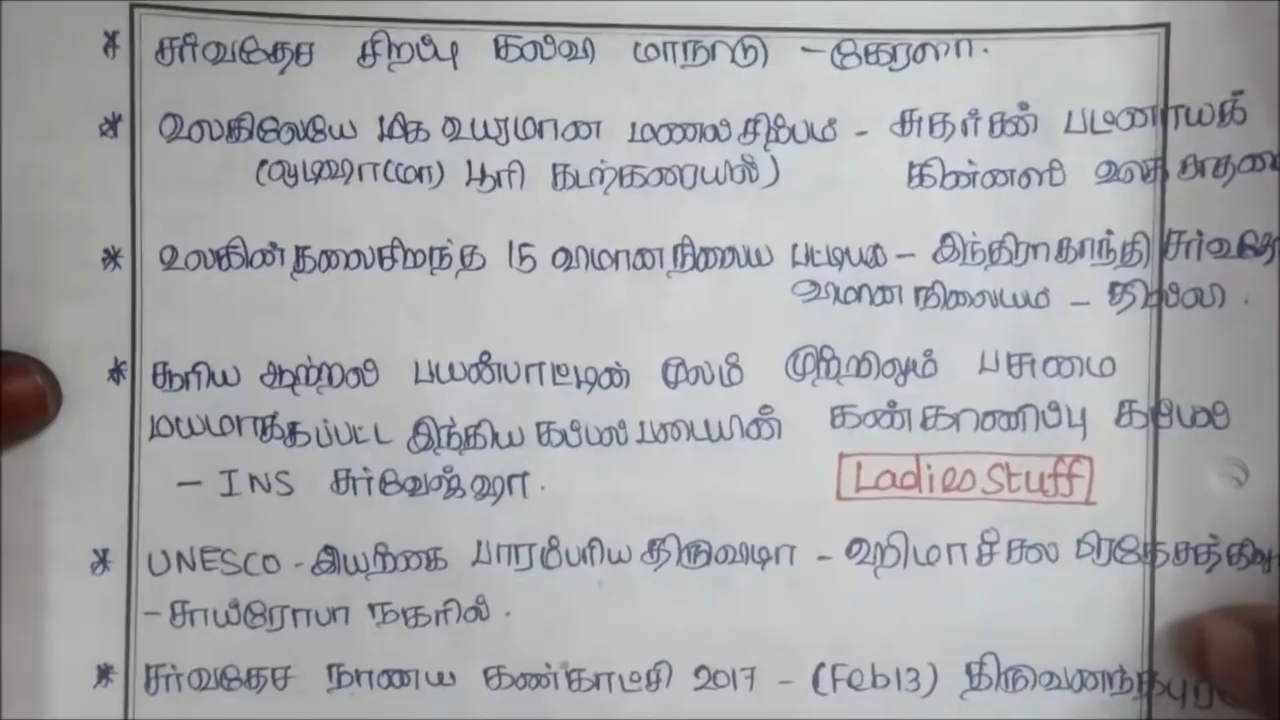 * சர்வதேச சிறப்பு கல்வி மாநாடு - கேரளா.
* உலகிலேயே மிக உயரமான மணல் சிற்பம் - சுதர்சன் பட்னாயக்
(ஒடிஷா மா) பூரி கடற்கரையில்) கின்னஸ் உலக சாதனை
* உலகின் தலைசிறந்த 15 விமான நிலைய பட்டியல் - இந்திராகாந்தி சர்வதே
விமான நிலையம் - தில்லி.
* சூரிய ஆற்றல் பயன்பாட்டின் மூலம் முற்றிலும் பசுமை
மயமாக்கப்பட்ட இந்திய கப்பல் படையின் கண்காணிப்பு கப்பல்
- INS சர்வேஷ்ஷா.
Ladies Stuff
* UNESCO - இயற்கை பாரம்பரிய திருவிழா - ஹிமாச்சல பிரதேசத்தி
- சாய்ரோபா நகரில்.
* சர்வதேச நாணய கண்காட்சி 2017 - (Feb 13) திருவனந்தபுர